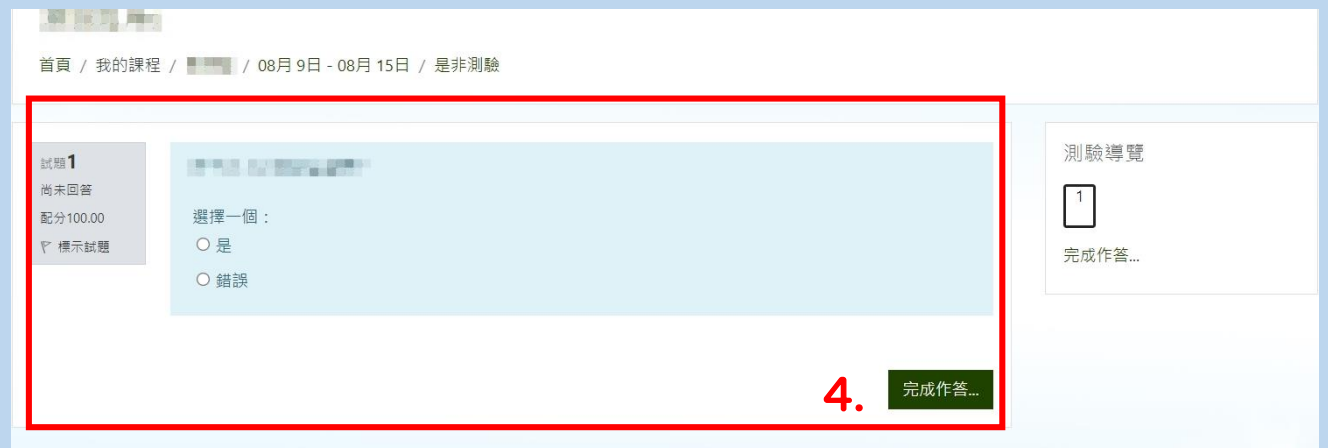 首頁 / 我的課程 / / 08月 9日 - 08月 15日 / 是非測驗
試題1
尚未回答
配分100.00
標示試題
選擇一個：
是
錯誤
4.
完成作答...
測驗導覽
1
完成作答...